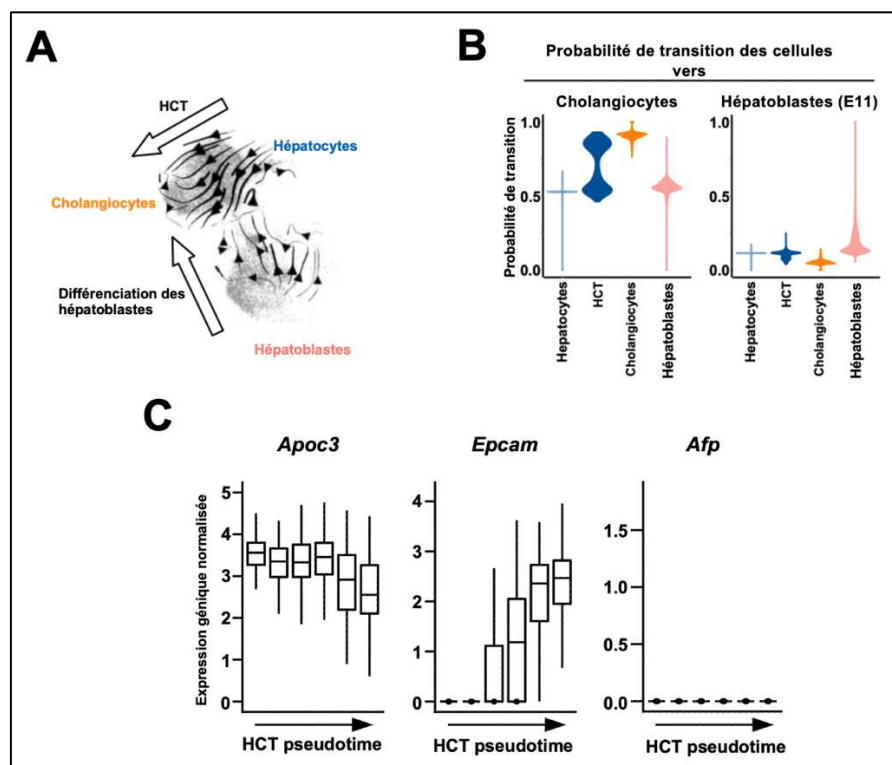 A
HCT
Hépatocytes
Cholangiocytes
Différenciation des
hépatoblastes
Hépatoblastes
B
Probabilité de transition des cellules
vers
Cholangiocytes
Hépatoblastes (E11)
Probabilité de transition
1.0
0.5
0.0
1.0
0.5
0.0
Hepatocytes
HCT
Cholangiocytes
Hépatoblastes
Hepatocytes
HCT
Cholangiocytes
Hépatoblastes
C
Apoc3
Epcam
Afp
Expression génique normalisée
5
4
3
2
1
0
4
3
2
1
0
1.5
1.0
0.5
0.0
HCT pseudotime
HCT pseudotime
HCT pseudotime